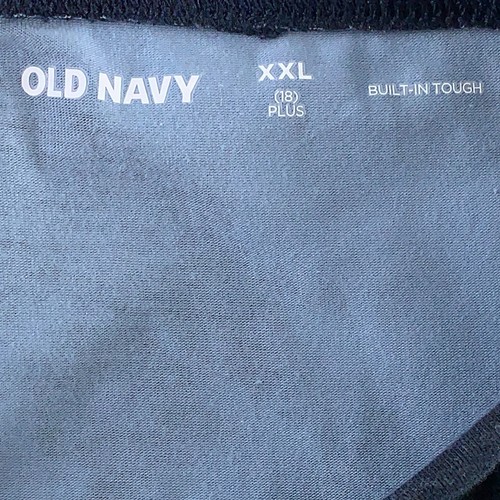 OLD NAVY
XXL
(18)
PLUS
BUILT-IN TOUGH